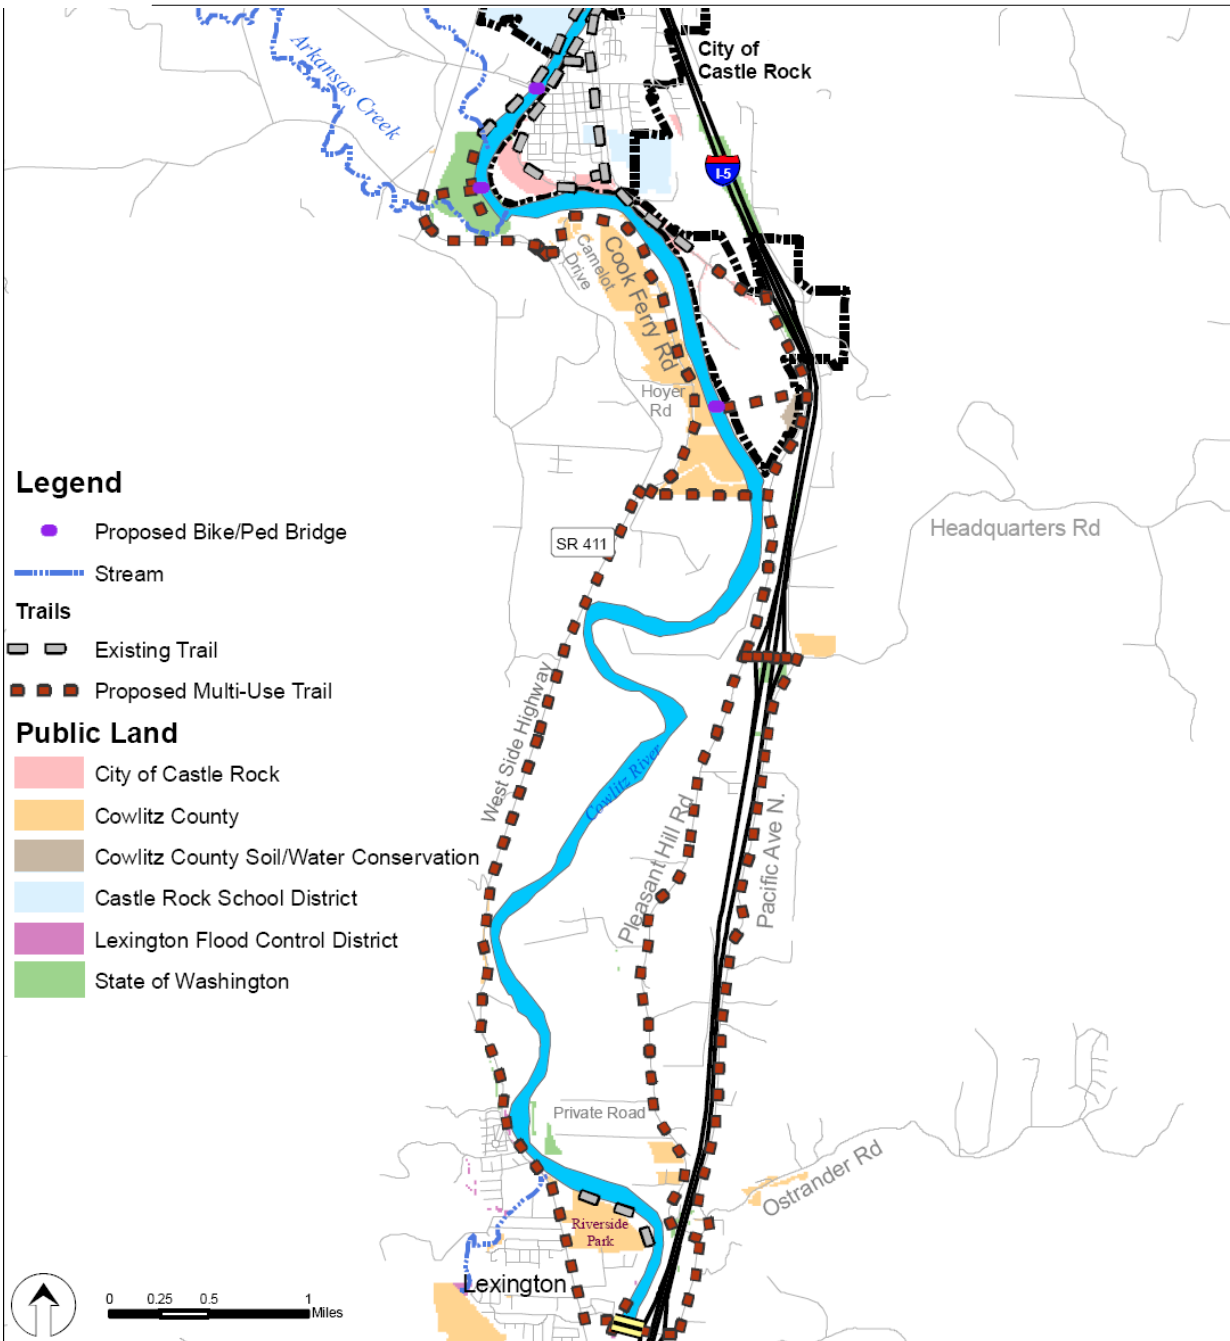 Arkansas Creek
City of
Castle Rock
I-5
Camelot
Drive
Cook Ferry Rd
Hoyer
Rd
Legend
Proposed Bike/Ped Bridge
Stream
Trails
Existing Trail
Proposed Multi-Use Trail
Public Land
City of Castle Rock
Cowlitz County
Cowlitz County Soil/Water Conservation
Castle Rock School District
Lexington Flood Control District
State of Washington
SR 411
Headquarters Rd
West Side Highway
Cowlitz River
Pleasant Hill Rd
Pacific Ave N.
Private Road
Ostrander Rd
Riverside
Park
Lexington
0 0.25 0.5 1
Miles